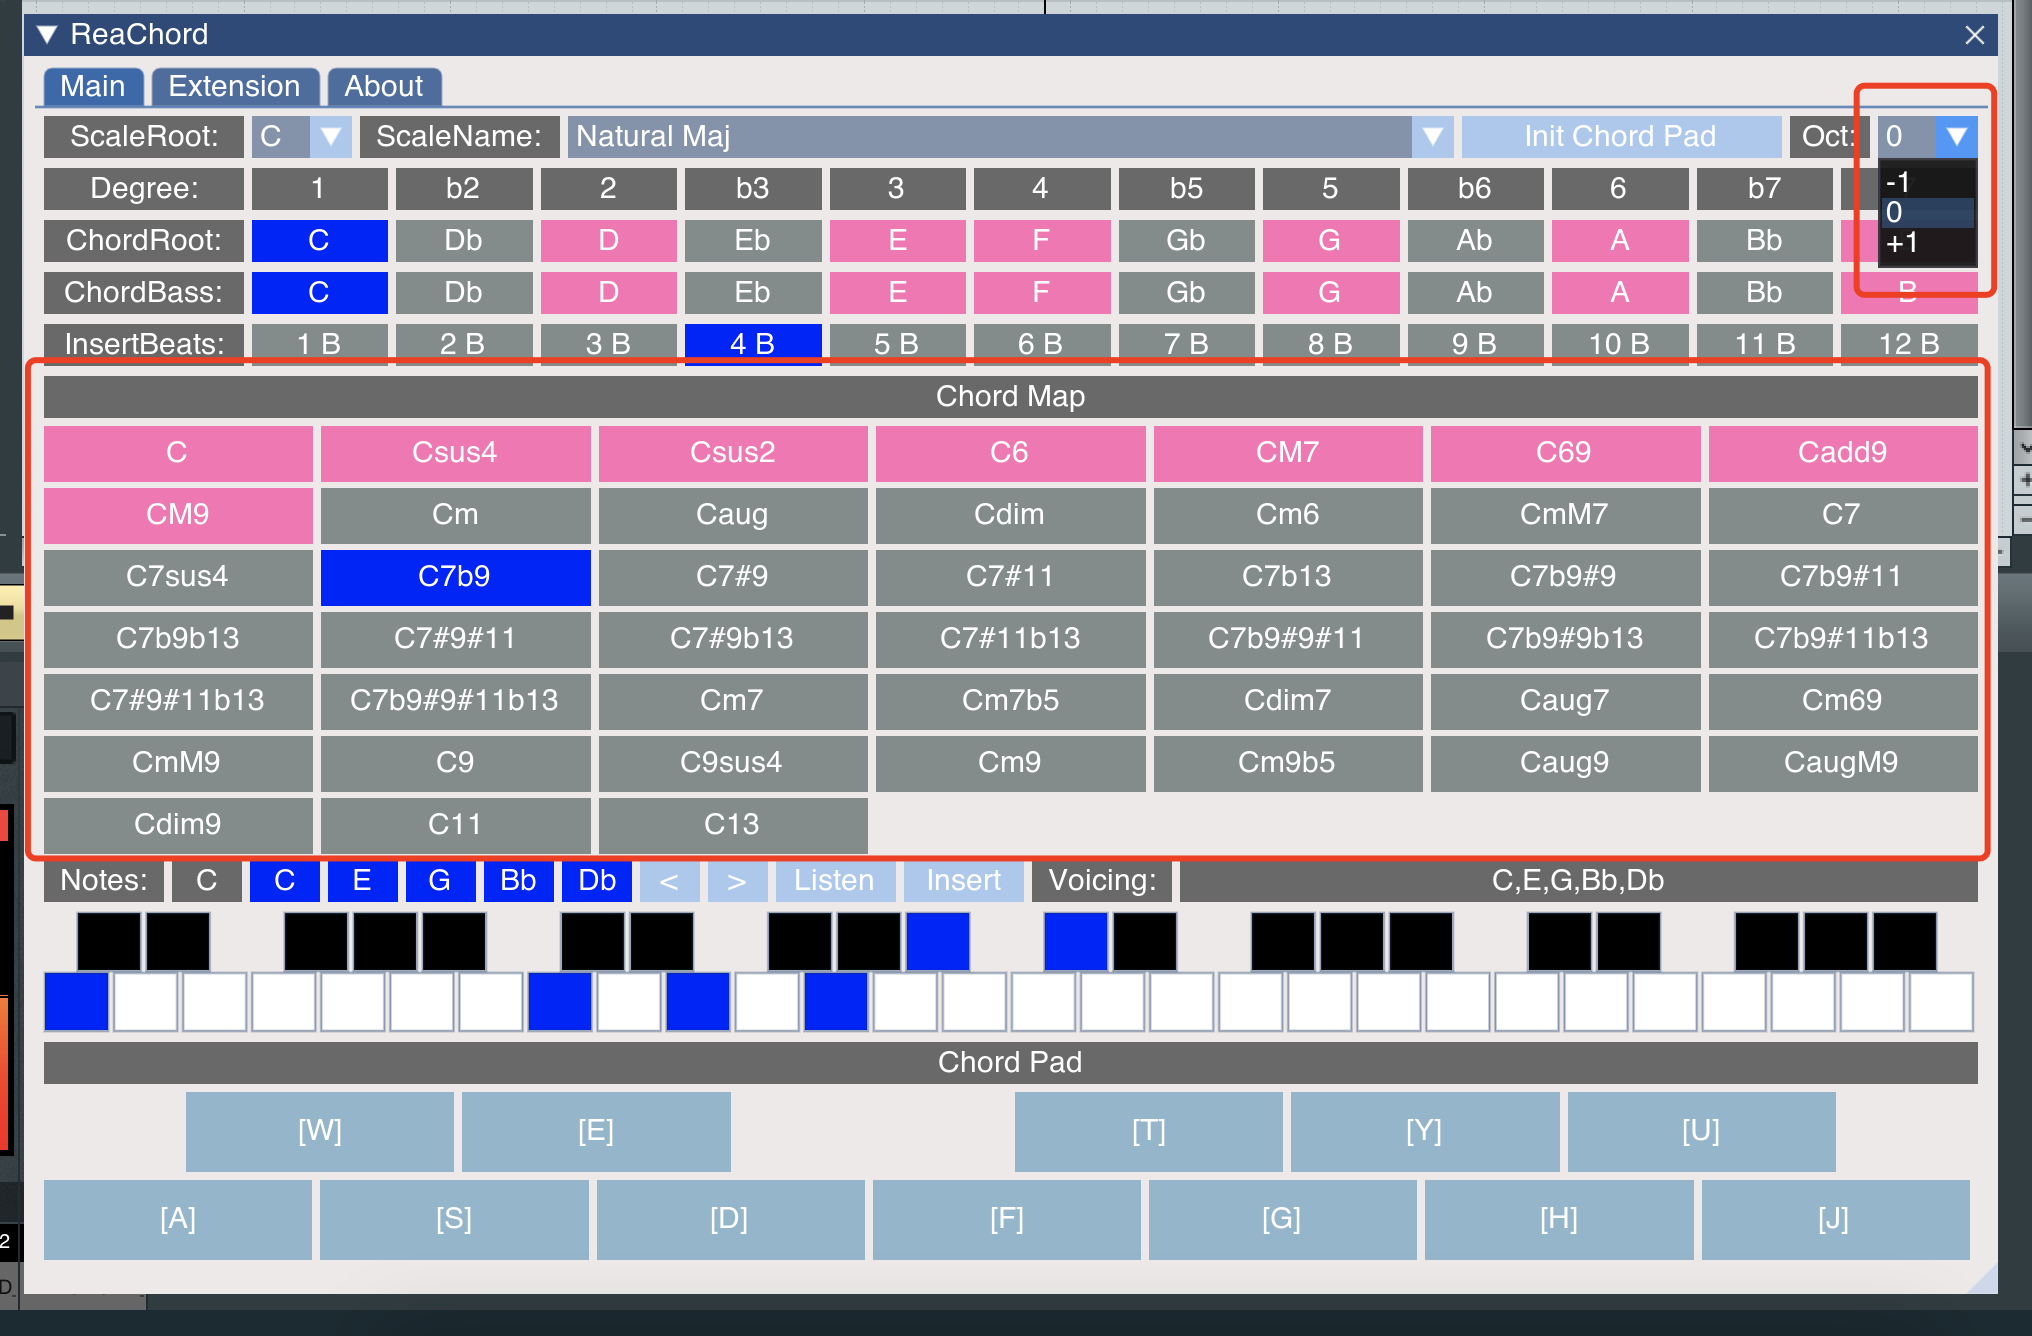 ReaChord
Main Extension About
ScaleRoot: C ScaleName: Natural Maj Init Chord Pad Oct: 0
-1
0
+1
Degree: 1 b2 2 b3 3 4 b5 5 b6 6 b7
ChordRoot: C Db D Eb E F Gb G Ab A Bb
ChordBass: C Db D Eb E F Gb G Ab A Bb B
InsertBeats: 1 B 2 B 3 B 4 B 5 B 6 B 7 B 8 B 9 B 10 B 11 B 12 B
Chord Map
C Csus4 Csus2 C6 CM7 C69 Cadd9
CM9 Cm Caug Cdim Cm6 CmM7 C7
C7sus4 C7b9 C7#9 C7#11 C7b13 C7b9#9 C7b9#11
C7b9b13 C7#9#11 C7#9b13 C7#11b13 C7b9#9#11 C7b9#9b13 C7b9#11b13
C7#9#11b13 C7b9#9#11b13 Cm7 Cm7b5 Cdim7 Caug7 Cm69
CmM9 C9 C9sus4 Cm9 Cm9b5 Caug9 CaugM9
Cdim9 C11 C13
Notes: C C E G Bb Db < > Listen Insert Voicing: C,E,G,Bb,Db
Chord Pad
[W] [E] [T] [Y] [U]
[A] [S] [D] [F] [G] [H] [J]
2
D